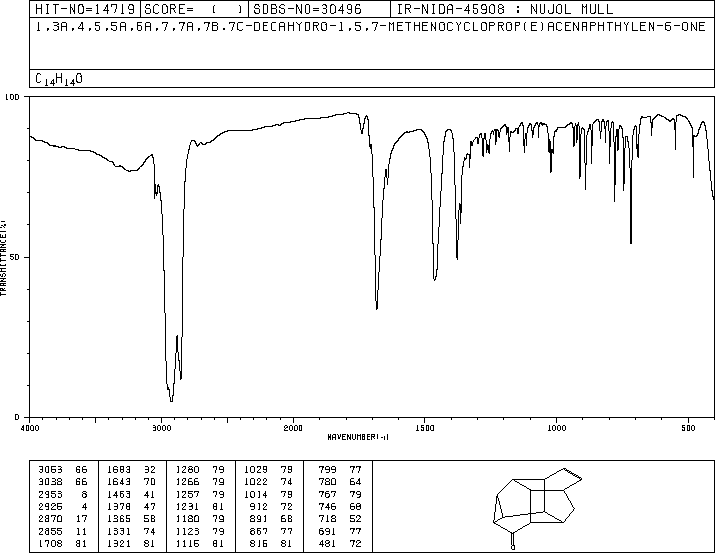 HIT-NO=14719 SCORE= ( ) SDBS-NO=30496 IR-NIDA-45908 : NUJOL MULL
1,3A,4,5,5A,6A,7,7A,7B,7C-DECAHYDRO-1,5,7-METHENOCYCLOPROP(E)ACENAPHTHYLEN-6-ONE
C14H14O
100
50
0
TRANSMITTANCE(%)
4000 3000 2000 1500 1000 500
WAVENUMBER(-1)
3063 66 1683 32 1280 79 1029 79 799 77
3038 66 1643 70 1266 79 1022 74 780 64
2953 8 1463 41 1257 79 1014 79 767 79
2925 4 1378 47 1231 81 912 72 746 68
2870 17 1365 58 1180 79 891 68 718 52
2855 11 1331 74 1123 79 867 77 691 77
1708 81 1321 81 1116 81 816 81 481 72
O